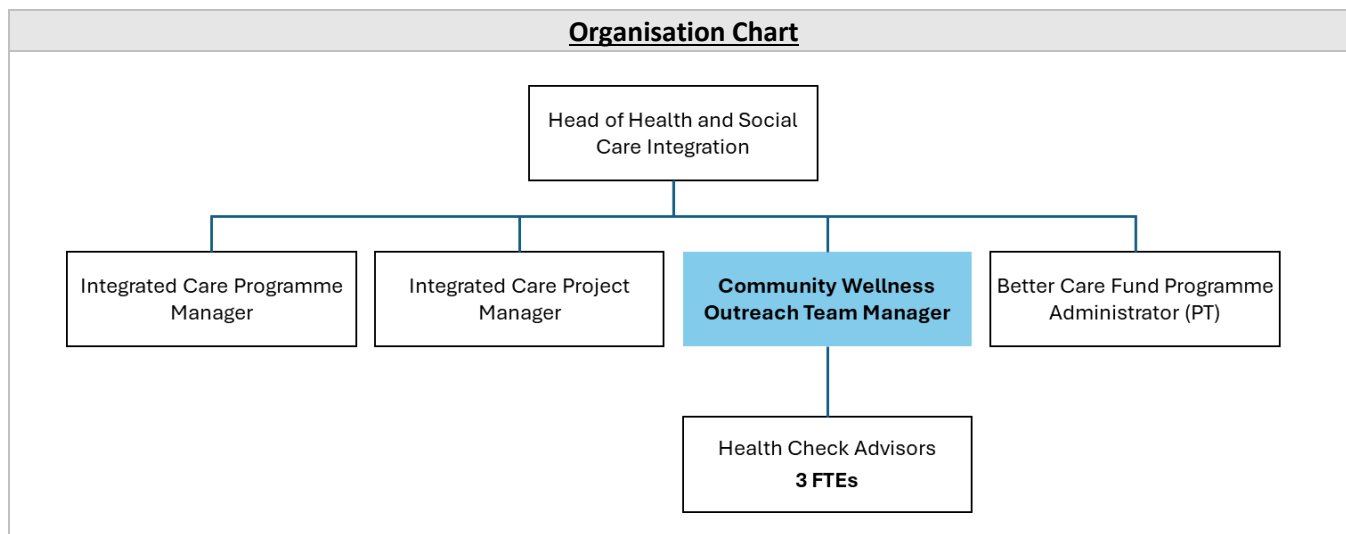 Organisation Chart
Head of Health and Social
Care Integration
Integrated Care Programme
Manager
Integrated Care Project
Manager
Community Wellness
Outreach Team Manager
Better Care Fund Programme
Administrator (PT)
Health Check Advisors
3 FTEs